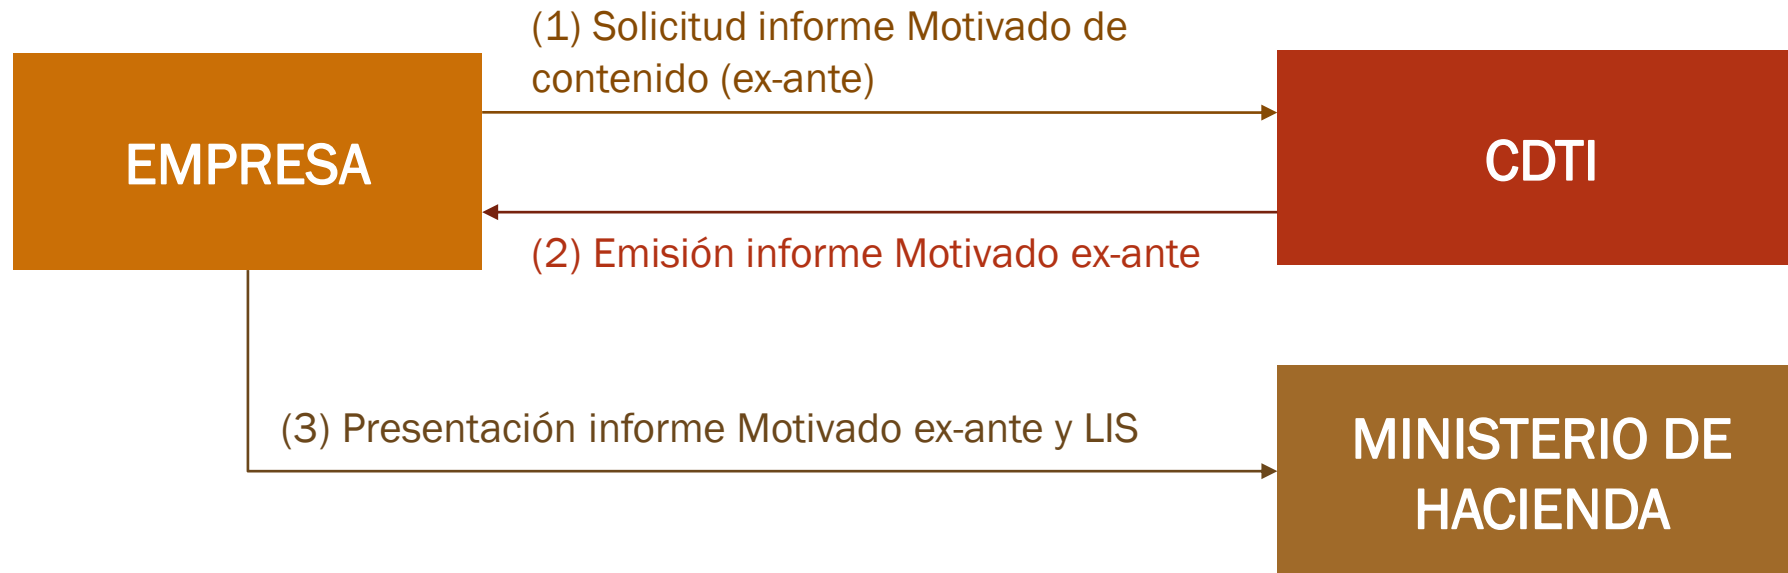 (1) Solicitud informe Motivado de
contenido (ex-ante)
EMPRESA
CDTI
(2) Emisión informe Motivado ex-ante
(3) Presentación informe Motivado ex-ante y LIS
MINISTERIO DE
HACIENDA